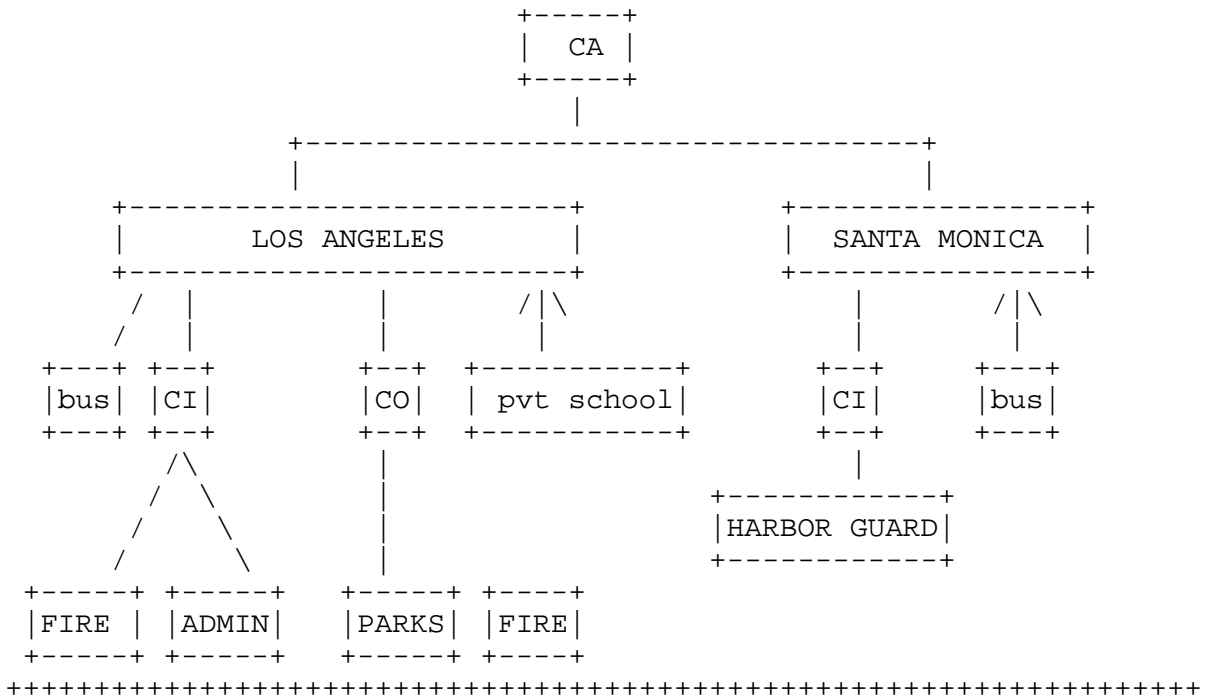 CA
LOS ANGELES SANTA MONICA
bus CI CO pvt school CI bus
HARBOR GUARD
FIRE ADMIN PARKS FIRE